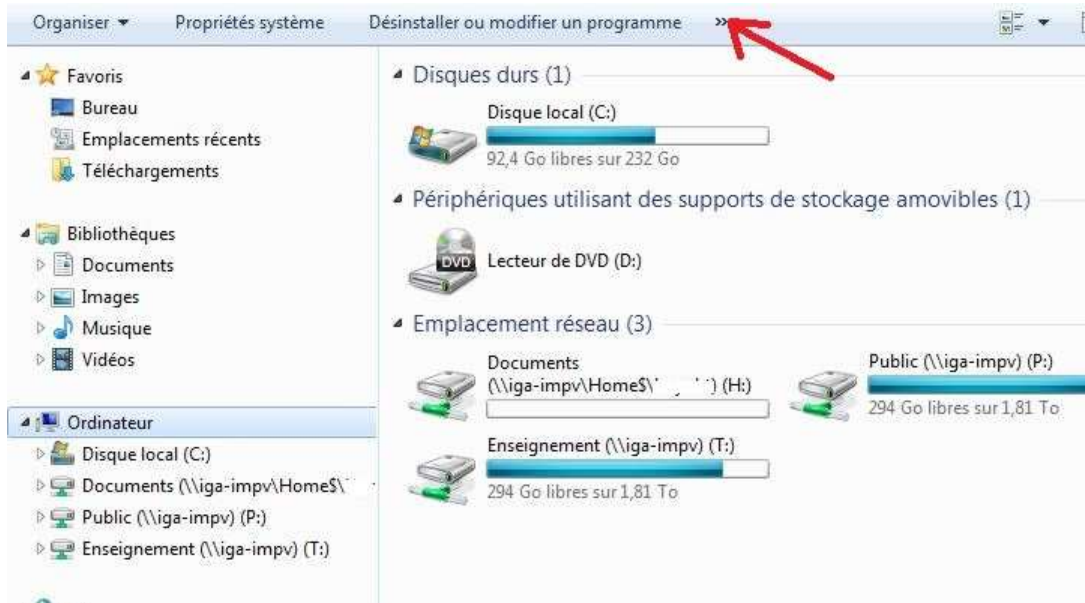 Organiser Propriétés système Désinstaller ou modifier un programme »
Favoris
Bureau
Emplacements récents
Téléchargements
Bibliothèques
Documents
Images
Musique
Vidéos
Ordinateur
Disque local (C:)
Documents (\\iga-impv\Home$\
Public (\\iga-impv) (P:)
Enseignement (\\iga-impv) (T:)
Disques durs (1)
Disque local (C:)
92,4 Go libres sur 232 Go
Périphériques utilisant des supports de stockage amovibles (1)
DVD
Lecteur de DVD (D:)
Emplacement réseau (3)
Documents
(\\iga-impv\Home$\ ) (H:)
Public (\\iga-impv) (P:)
294 Go libres sur 1,81 To
Enseignement (\\iga-impv) (T:)
294 Go libres sur 1,81 To